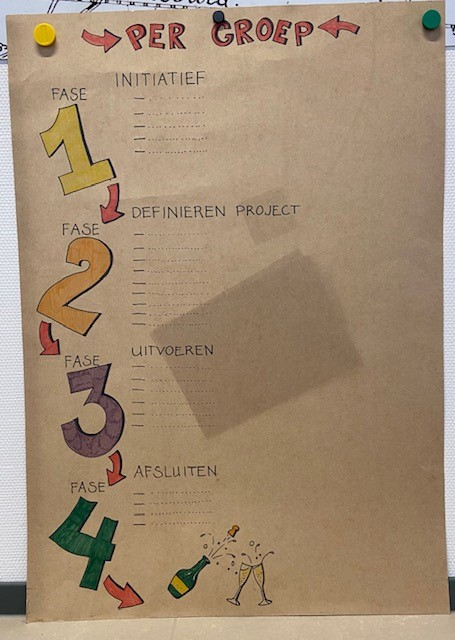 PER GROEP
INITIATIEF
FASE
1
DEFINIEREN PROJECT
FASE
2
UITVOEREN
FASE
3
AFSLUITEN
FASE
4